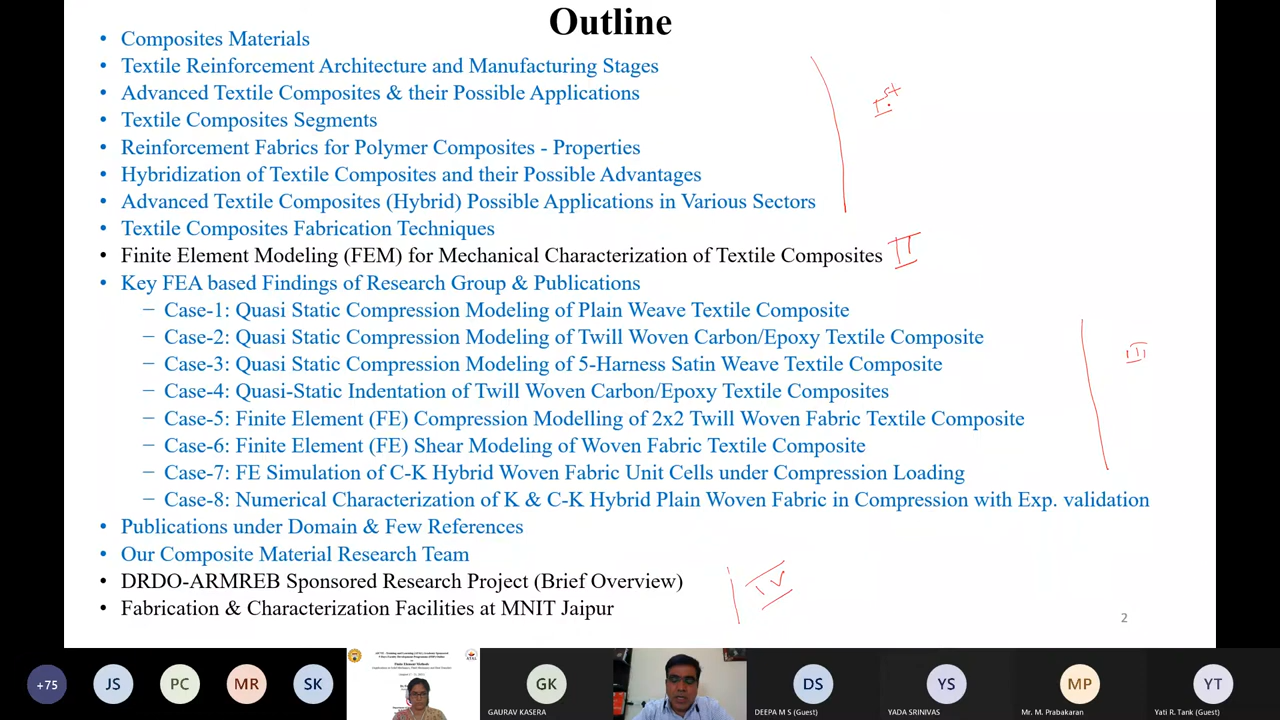 Outline
• Composites Materials
• Textile Reinforcement Architecture and Manufacturing Stages
• Advanced Textile Composites & their Possible Applications
Ist
• Textile Composites Segments
• Reinforcement Fabrics for Polymer Composites - Properties
• Hybridization of Textile Composites and their Possible Advantages
• Advanced Textile Composites (Hybrid) Possible Applications in Various Sectors
• Textile Composites Fabrication Techniques
• Finite Element Modeling (FEM) for Mechanical Characterization of Textile Composites II
• Key FEA based Findings of Research Group & Publications
– Case-1: Quasi Static Compression Modeling of Plain Weave Textile Composite
– Case-2: Quasi Static Compression Modeling of Twill Woven Carbon/Epoxy Textile Composite
III
– Case-3: Quasi Static Compression Modeling of 5-Harness Satin Weave Textile Composite
– Case-4: Quasi-Static Indentation of Twill Woven Carbon/Epoxy Textile Composites
– Case-5: Finite Element (FE) Compression Modelling of 2x2 Twill Woven Fabric Textile Composite
– Case-6: Finite Element (FE) Shear Modeling of Woven Fabric Textile Composite
– Case-7: FE Simulation of C-K Hybrid Woven Fabric Unit Cells under Compression Loading
– Case-8: Numerical Characterization of K & C-K Hybrid Plain Woven Fabric in Compression with Exp. validation
• Publications under Domain & Few References
• Our Composite Material Research Team
• DRDO-ARMREB Sponsored Research Project (Brief Overview) IV
• Fabrication & Characterization Facilities at MNIT Jaipur
2
+75 JS PC MR SK GK DS YS MP YT
GAURAV KASERA DEEPA M S (Guest) YADA SRINIVAS Mr. M. Prabakaran Yati R. Tank (Guest)